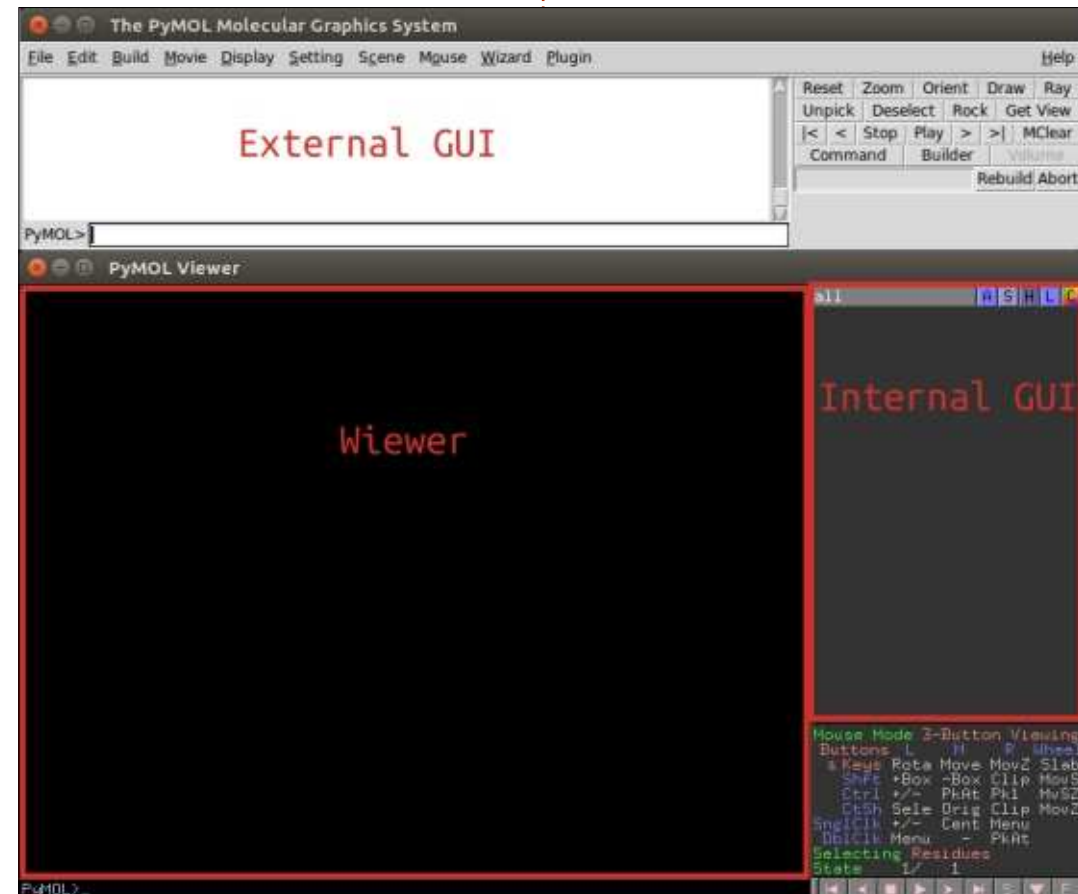 The PyMOL Molecular Graphics System
File Edit Build Movie Display Setting Scene Mouse Wizard Plugin Help
External GUI
Reset Zoom Orient Draw Ray
Unpick Deselect Rock Get View
|< < Stop Play > >| MClear
Command Builder Volume
Rebuild Abort
PyMOL>
PyMOL Viewer
all A S H L C
Internal GUI
Wiewer
Mouse Mode 3-Button Viewing
Buttons L M R Wheel
& Keys Rota Move MovZ Slab
Shft +Box -Box Clip MovS
Ctrl +/- PkAt Pk1 MvSZ
CtSh Sele Orig Clip MovZ
SnglClk +/- Cent Menu
DblClk Menu - PkAt
Selecting Residues
State 1/ 1
PyMOL>_